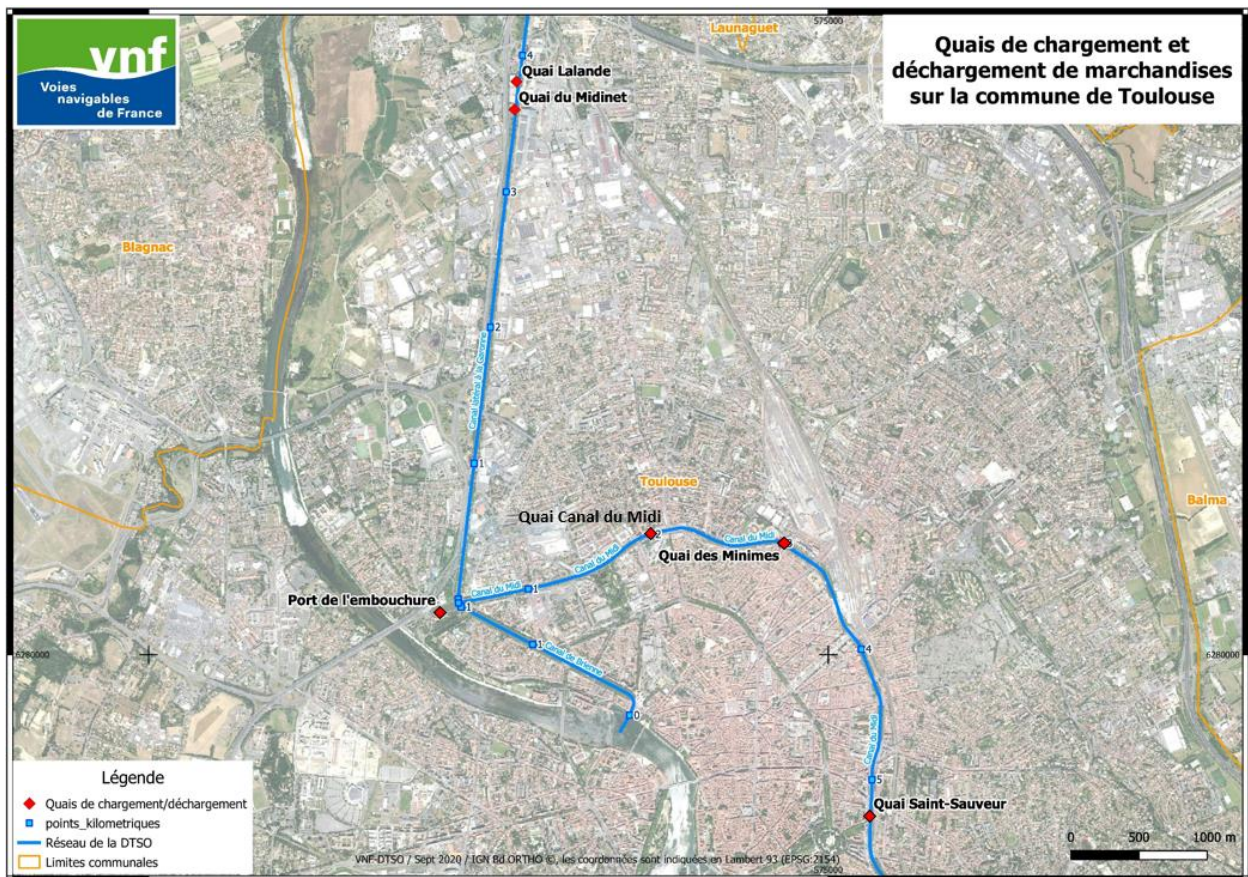 vnf
Voies
navigables
de France
Quais de chargement et
déchargement de marchandises
sur la commune de Toulouse
575000
Launaguet
4
Quai Lalande
Quai du Midinet
3
Blagnac
2
Canal latéral à la Garonne
1
Toulouse
Balma
Quai Canal du Midi
2
Canal du Midi
3
Quai des Minimes
Canal du Midi
Canal du Midi
1
Port de l'embouchure
1
1
Canal de Brienne
4
6280000
6280000
0
Canal du Midi
5
Quai Saint-Sauveur
Légende
Quais de chargement/déchargement
points_kilometriques
Réseau de la DTSO
Limites communales
0 500 1000 m
VNF-DTSO / Sept 2020 / IGN Bd ORTHO ©, les coordonnées sont indiquées en Lambert 93 (EPSG:2154)
575000